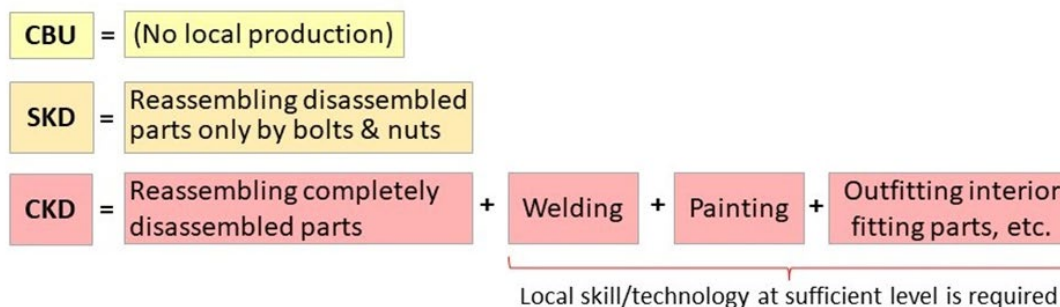 CBU = (No local production)
SKD = Reassembling disassembled
parts only by bolts & nuts
CKD = Reassembling completely
disassembled parts + Welding + Painting + Outfitting interior
fitting parts, etc.
Local skill/technology at sufficient level is required